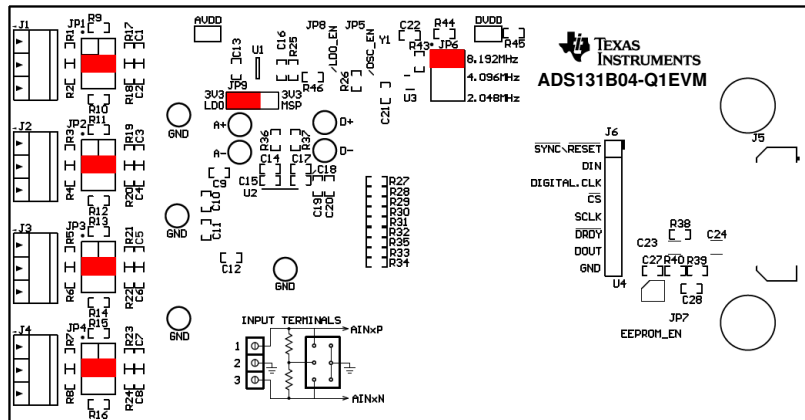 J1
R9
JP1
R1
R17
C1
R2
R18
C2
R10
R11
AVDD
C13
U1
C16
R25
JP8
/LDO_EN
JP5
/OSC_EN
Y1
C22
R44
DVDD
R45
R43
JP6
8.192MHz
4.096MHz
2.048MHz
TEXAS
INSTRUMENTS
ADS131B04-Q1EVM
JP9
3V3
LDO
3V3
MSP
R46
R26
C21
U3
GND
A+
A-
D+
D-
R36
R37
C14
C17
C15
C18
C9
U2
C19
C20
C10
C11
C12
J2
JP2
R3
R19
C3
R4
R20
C4
R12
R13
GND
GND
R27
R28
R29
R30
R31
R32
R35
R33
R34
J6
SYNC\RESET
DIN
DIGITAL.CLK
CS
SCLK
DRDY
DOUT
GND
U4
J5
R38
C23
C24
C27
R40
R39
C28
JP7
EEPROM_EN
J3
JP3
R5
R21
C5
R6
R22
C6
R14
R15
GND
J4
JP4
R7
R23
C7
R8
R24
C8
R16
INPUT TERMINALS
1
2
3
AINxP
AINxN